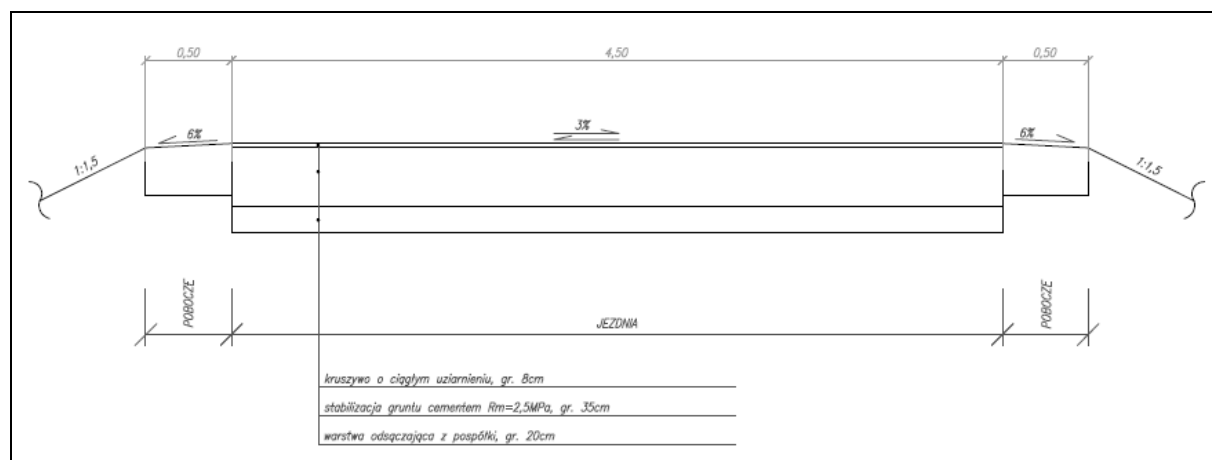 0,50 4,50 0,50
6% 3% 6%
1:1,5 1:1,5
POBOCZE JEZDNIA POBOCZE
kruszywo o ciągłym uziarnieniu, gr. 8cm
stabilizacja gruntu cementem Rm=2,5MPa, gr. 35cm
warstwa odsączająca z pospółki, gr. 20cm